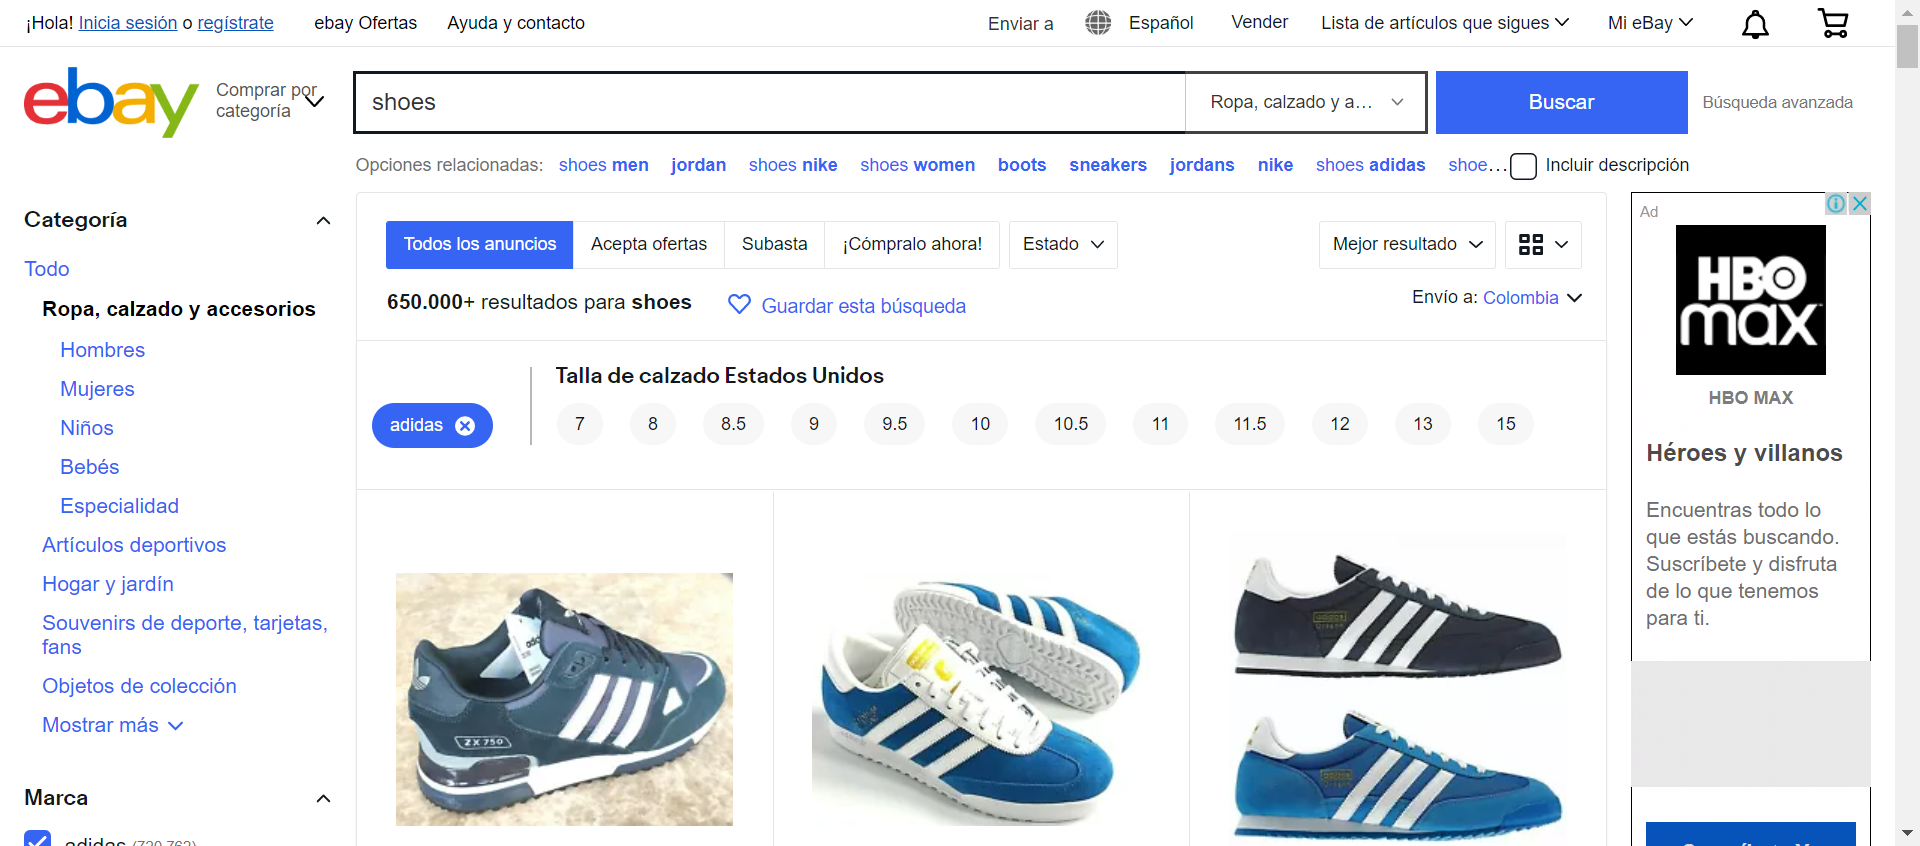 ¡Hola! Inicia sesión o regístrate
ebay Ofertas
Ayuda y contacto
Enviar a
Español
Vender
Lista de artículos que sigues
Mi eBay
ebay
Comprar por
categoría
shoes
Ropa, calzado y a...
Buscar
Búsqueda avanzada
Opciones relacionadas: shoes men jordan shoes nike shoes women boots sneakers jordans nike shoes adidas shoe...
Incluir descripción
Categoría
Todo
Ropa, calzado y accesorios
Hombres
Mujeres
Niños
Bebés
Especialidad
Artículos deportivos
Hogar y jardín
Souvenirs de deporte, tarjetas,
fans
Objetos de colección
Mostrar más
Marca
adidas (720.762)
Todos los anuncios
Acepta ofertas
Subasta
¡Cómpralo ahora!
Estado
Mejor resultado
650.000+ resultados para shoes
Guardar esta búsqueda
Envío a: Colombia
adidas
Talla de calzado Estados Unidos
7 8 8.5 9 9.5 10 10.5 11 11.5 12 13 15
ZX 750
Ad
HBO
max
HBO MAX
Héroes y villanos
Encuentras todo lo
que estás buscando.
Suscríbete y disfruta
de lo que tenemos
para ti.